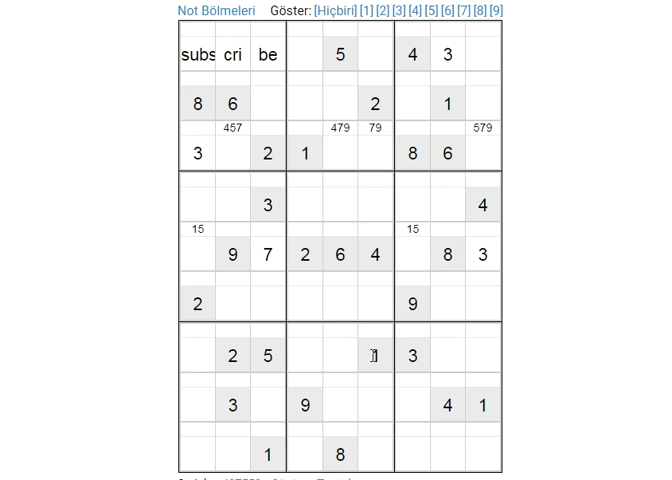 Not Bölmeleri Göster: [Hiçbiri] [1] [2] [3] [4] [5] [6] [7] [8] [9]
subs cri be 5 4 3
8 6 2 1
457 479 79 579
3 2 1 8 6
3 4
15 15
9 7 2 6 4 8 3
2 9
2 5 1 3
3 9 4 1
1 8